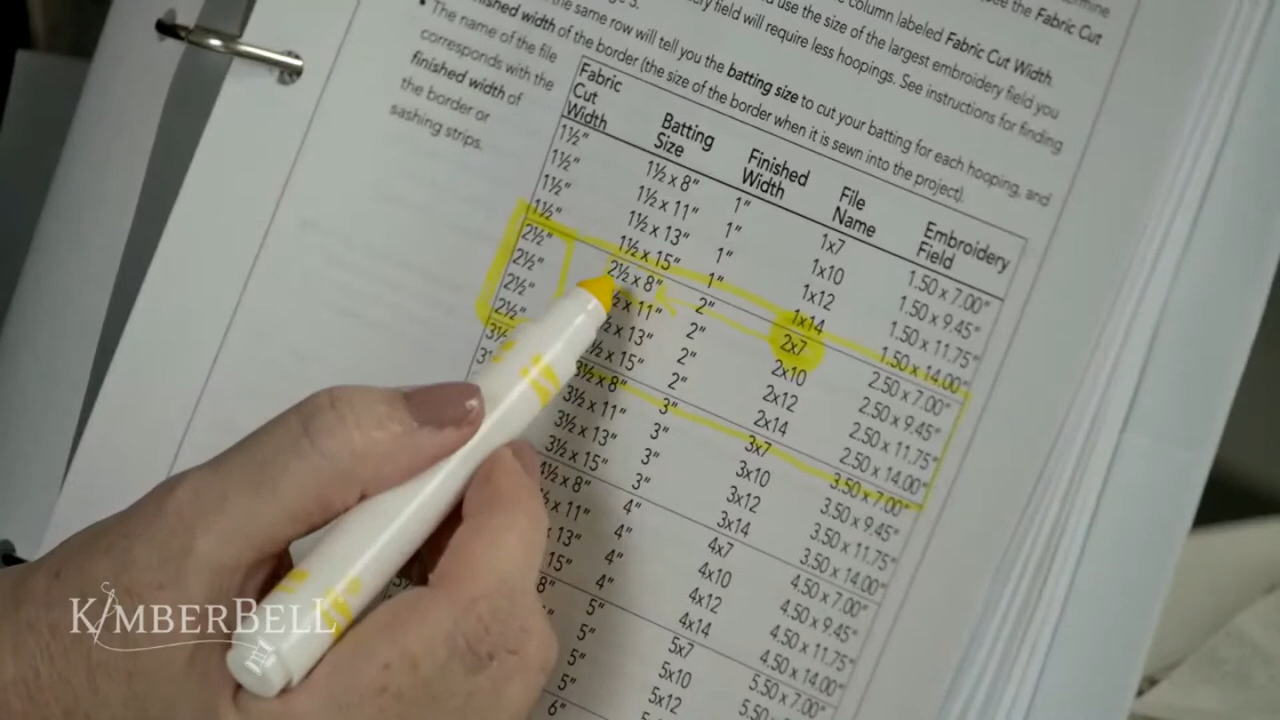 see the Fabric Cut
column labeled Fabric Cut Width.
use the size of the largest embroidery field you
field will require less hoopings. See instructions for finding
the same row will tell you the batting size to cut your batting for each hooping, and
finished width of the border (the size of the border when it is sewn into the project).
• The name of the file
corresponds with the
finished width of
the border or
sashing strips.
Fabric Cut Width Batting Size Finished Width File Name Embroidery Field
1½" 1½ x 8" 1" 1x7 1.50 x 7.00"
1½" 1½ x 11" 1" 1x10 1.50 x 9.45"
1½" 1½ x 13" 1" 1x12 1.50 x 11.75"
1½" 1½ x 15" 1" 1x14 1.50 x 14.00"
2½" 2½ x 8" 2" 2x7 2.50 x 7.00"
2½" x 11" 2" 2x10 2.50 x 9.45"
2½" x 13" 2" 2x12 2.50 x 11.75"
2½" x 15" 2" 2x14 2.50 x 14.00"
3½ x 8" 3" 3x7 3.50 x 7.00"
3½ x 11" 3" 3x10 3.50 x 9.45"
3½ x 13" 3" 3x12 3.50 x 11.75"
3½ x 15" 3" 3x14 3.50 x 14.00"
4½ x 8" 4" 4x7 4.50 x 7.00"
x 11" 4" 4x10 4.50 x 9.45"
x 13" 4" 4x12 4.50 x 11.75"
15" 4" 4x14 4.50 x 14.00"
8" 5" 5x7 5.50 x 7.00"
5" 5x10 5.50
5" 5x12
5"
6"
KIMBERBELL